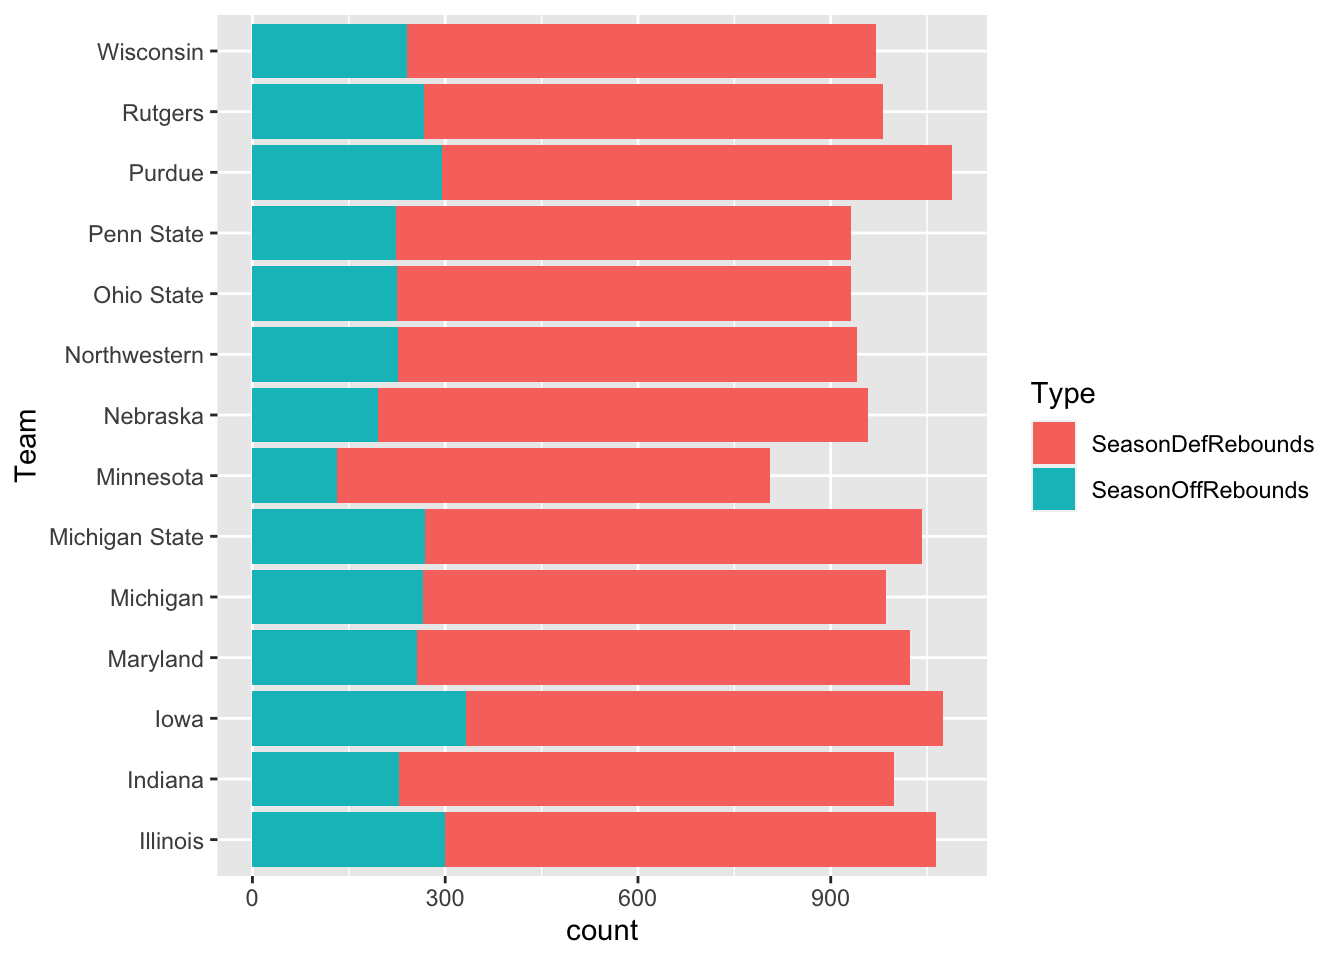 Wisconsin
Rutgers
Purdue
Penn State
Ohio State
Northwestern
Nebraska
Minnesota
Michigan State
Michigan
Maryland
Iowa
Indiana
Illinois
Team
0 300 600 900
count
Type
SeasonDefRebounds
SeasonOffRebounds